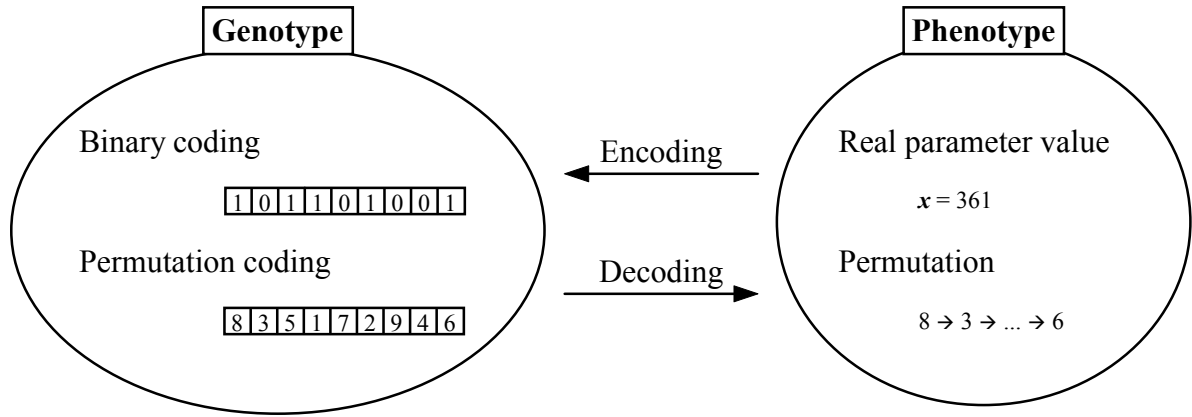 Genotype
Binary coding
1 0 1 1 0 1 0 0 1
Permutation coding
8 3 5 1 7 2 9 4 6
Encoding
Decoding
Phenotype
Real parameter value
x = 361
Permutation
8 → 3 → ... → 6